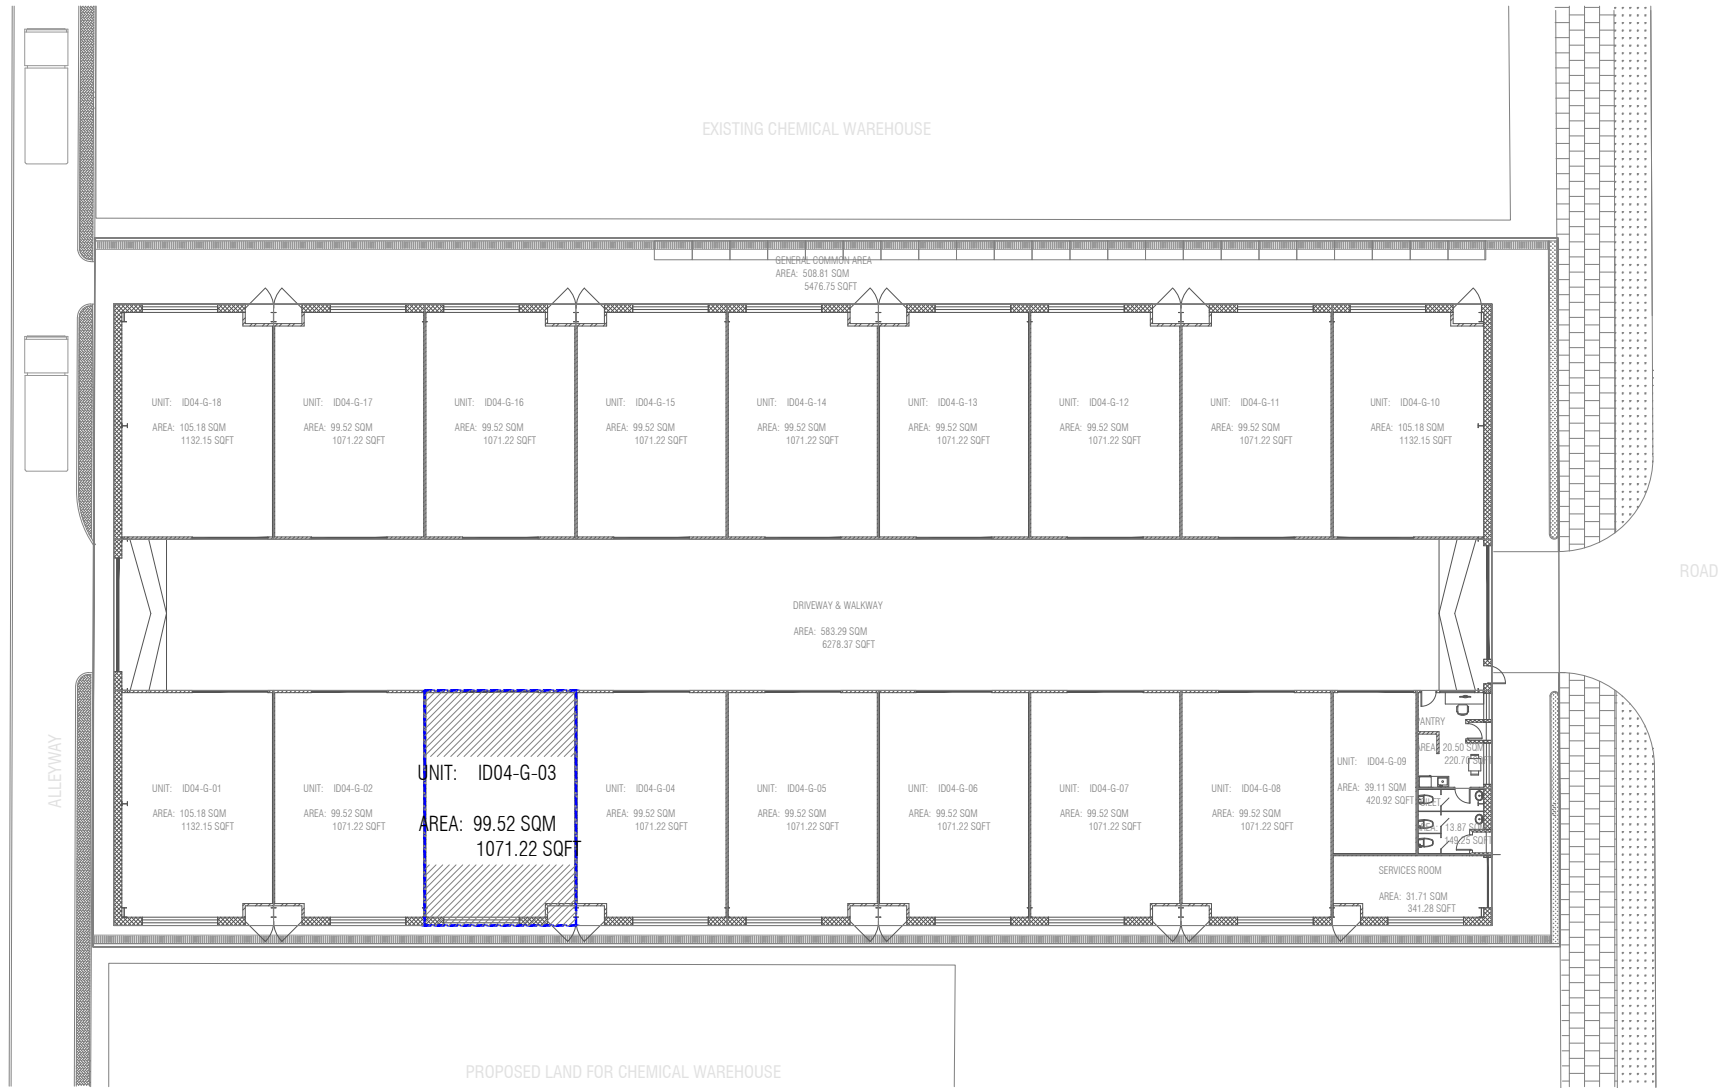 EXISTING CHEMICAL WAREHOUSE
GENERAL COMMON AREA
AREA: 508.81 SQM
5476.75 SQFT
UNIT: ID04-G-18
AREA: 105.18 SQM
1132.15 SQFT
UNIT: ID04-G-17
AREA: 99.52 SQM
1071.22 SQFT
UNIT: ID04-G-16
AREA: 99.52 SQM
1071.22 SQFT
UNIT: ID04-G-15
AREA: 99.52 SQM
1071.22 SQFT
UNIT: ID04-G-14
AREA: 99.52 SQM
1071.22 SQFT
UNIT: ID04-G-13
AREA: 99.52 SQM
1071.22 SQFT
UNIT: ID04-G-12
AREA: 99.52 SQM
1071.22 SQFT
UNIT: ID04-G-11
AREA: 99.52 SQM
1071.22 SQFT
UNIT: ID04-G-10
AREA: 105.18 SQM
1132.15 SQFT
ROAD
DRIVEWAY & WALKWAY
AREA: 583.29 SQM
6278.37 SQFT
ALLEYWAY
UNIT: ID04-G-01
AREA: 105.18 SQM
1132.15 SQFT
UNIT: ID04-G-02
AREA: 99.52 SQM
1071.22 SQFT
UNIT: ID04-G-03
AREA: 99.52 SQM
1071.22 SQFT
UNIT: ID04-G-04
AREA: 99.52 SQM
1071.22 SQFT
UNIT: ID04-G-05
AREA: 99.52 SQM
1071.22 SQFT
UNIT: ID04-G-06
AREA: 99.52 SQM
1071.22 SQFT
UNIT: ID04-G-07
AREA: 99.52 SQM
1071.22 SQFT
UNIT: ID04-G-08
AREA: 99.52 SQM
1071.22 SQFT
UNIT: ID04-G-09
AREA: 39.11 SQM
420.92 SQFT
PANTRY
AREA: 20.50 SQM
220.70 SQFT
TOILET
AREA: 13.87 SQM
149.25 SQFT
SERVICES ROOM
AREA: 31.71 SQM
341.28 SQFT
PROPOSED LAND FOR CHEMICAL WAREHOUSE